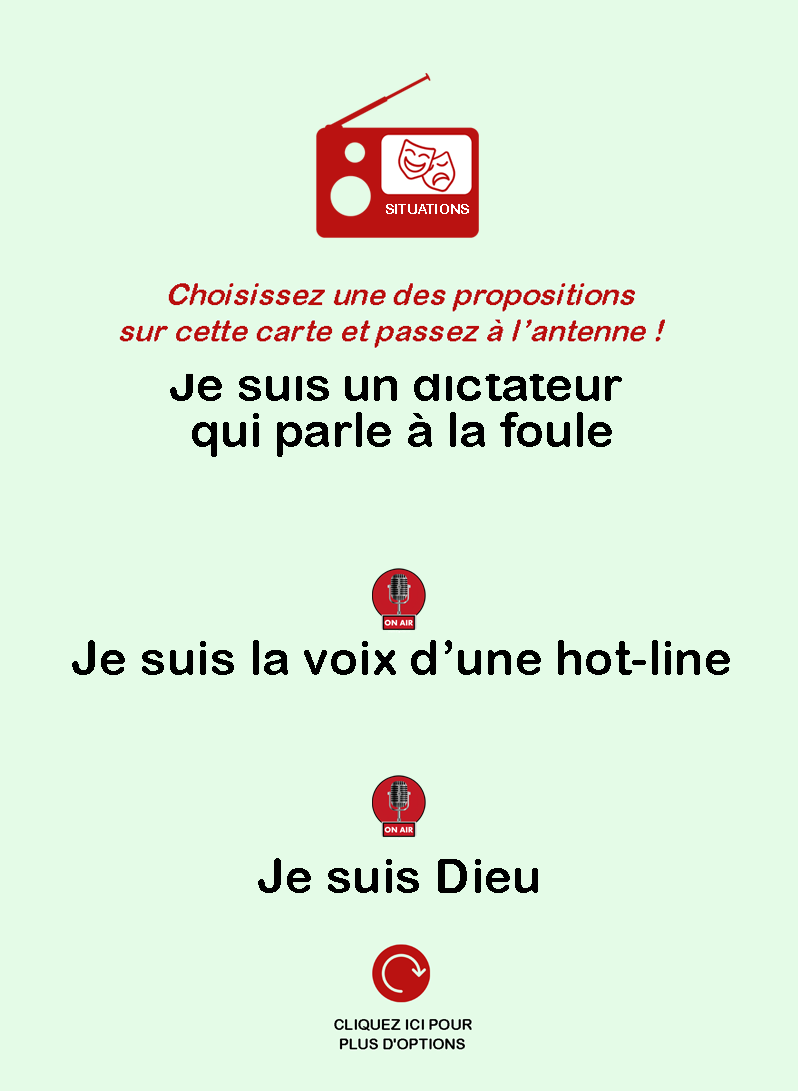 SITUATIONS
Choisissez une des propositions
sur cette carte et passez à l’antenne !
Je suis un dictateur
qui parle à la foule
ON AIR
Je suis la voix d’une hot-line
ON AIR
Je suis Dieu
CLIQUEZ ICI POUR
PLUS D'OPTIONS